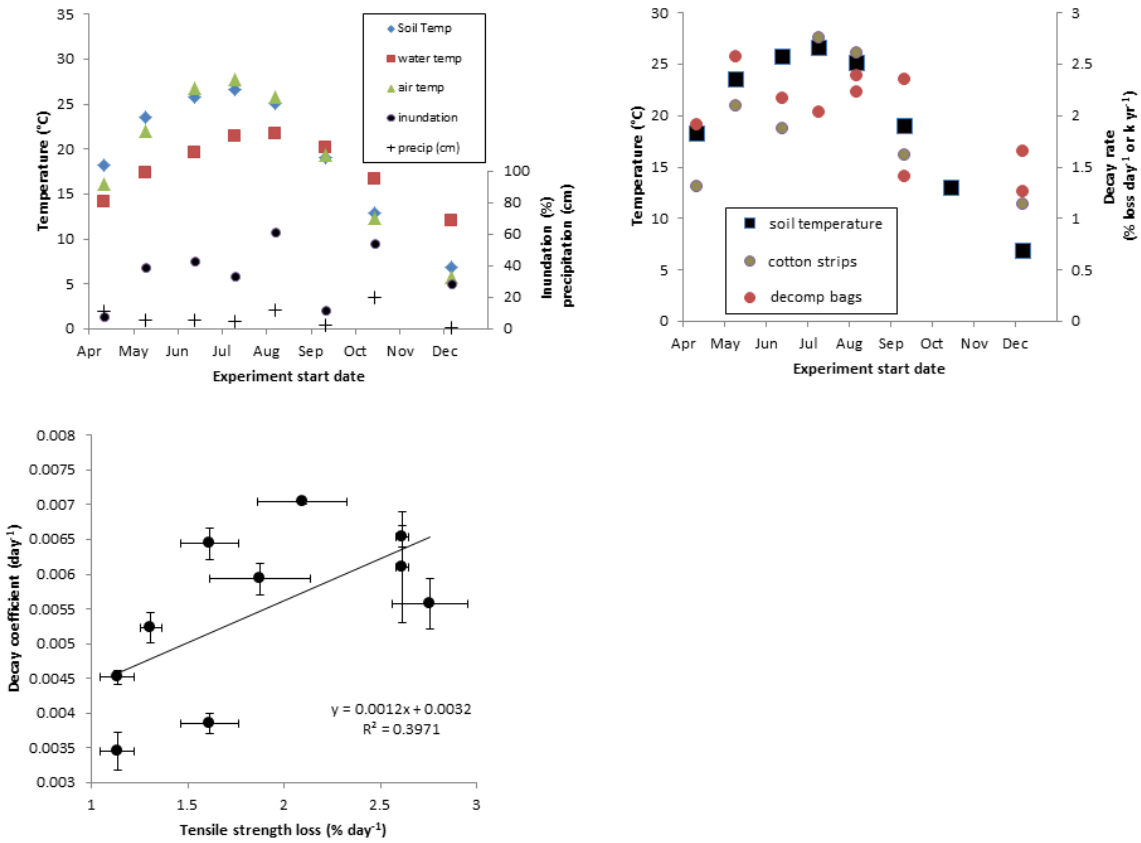 35
30
25
20
15
10
5
0
Temperature (°C)
Soil Temp
water temp
air temp
inundation
precip (cm)
100
80
60
40
20
0
Inundation (%)
precipitation (cm)
Apr May Jun Jul Aug Sep Oct Nov Dec
Experiment start date
30
25
20
15
10
5
0
Temperature (°C)
soil temperature
cotton strips
decomp bags
3
2.5
2
1.5
1
0.5
0
Decay rate
(% loss day⁻¹ or k yr⁻¹)
Apr May Jun Jul Aug Sep Oct Nov Dec
Experiment start date
0.008
0.0075
0.007
0.0065
0.006
0.0055
0.005
0.0045
0.004
0.0035
0.003
Decay coefficient (day⁻¹)
y = 0.0012x + 0.0032
R² = 0.3971
1 1.5 2 2.5 3
Tensile strength loss (% day⁻¹)